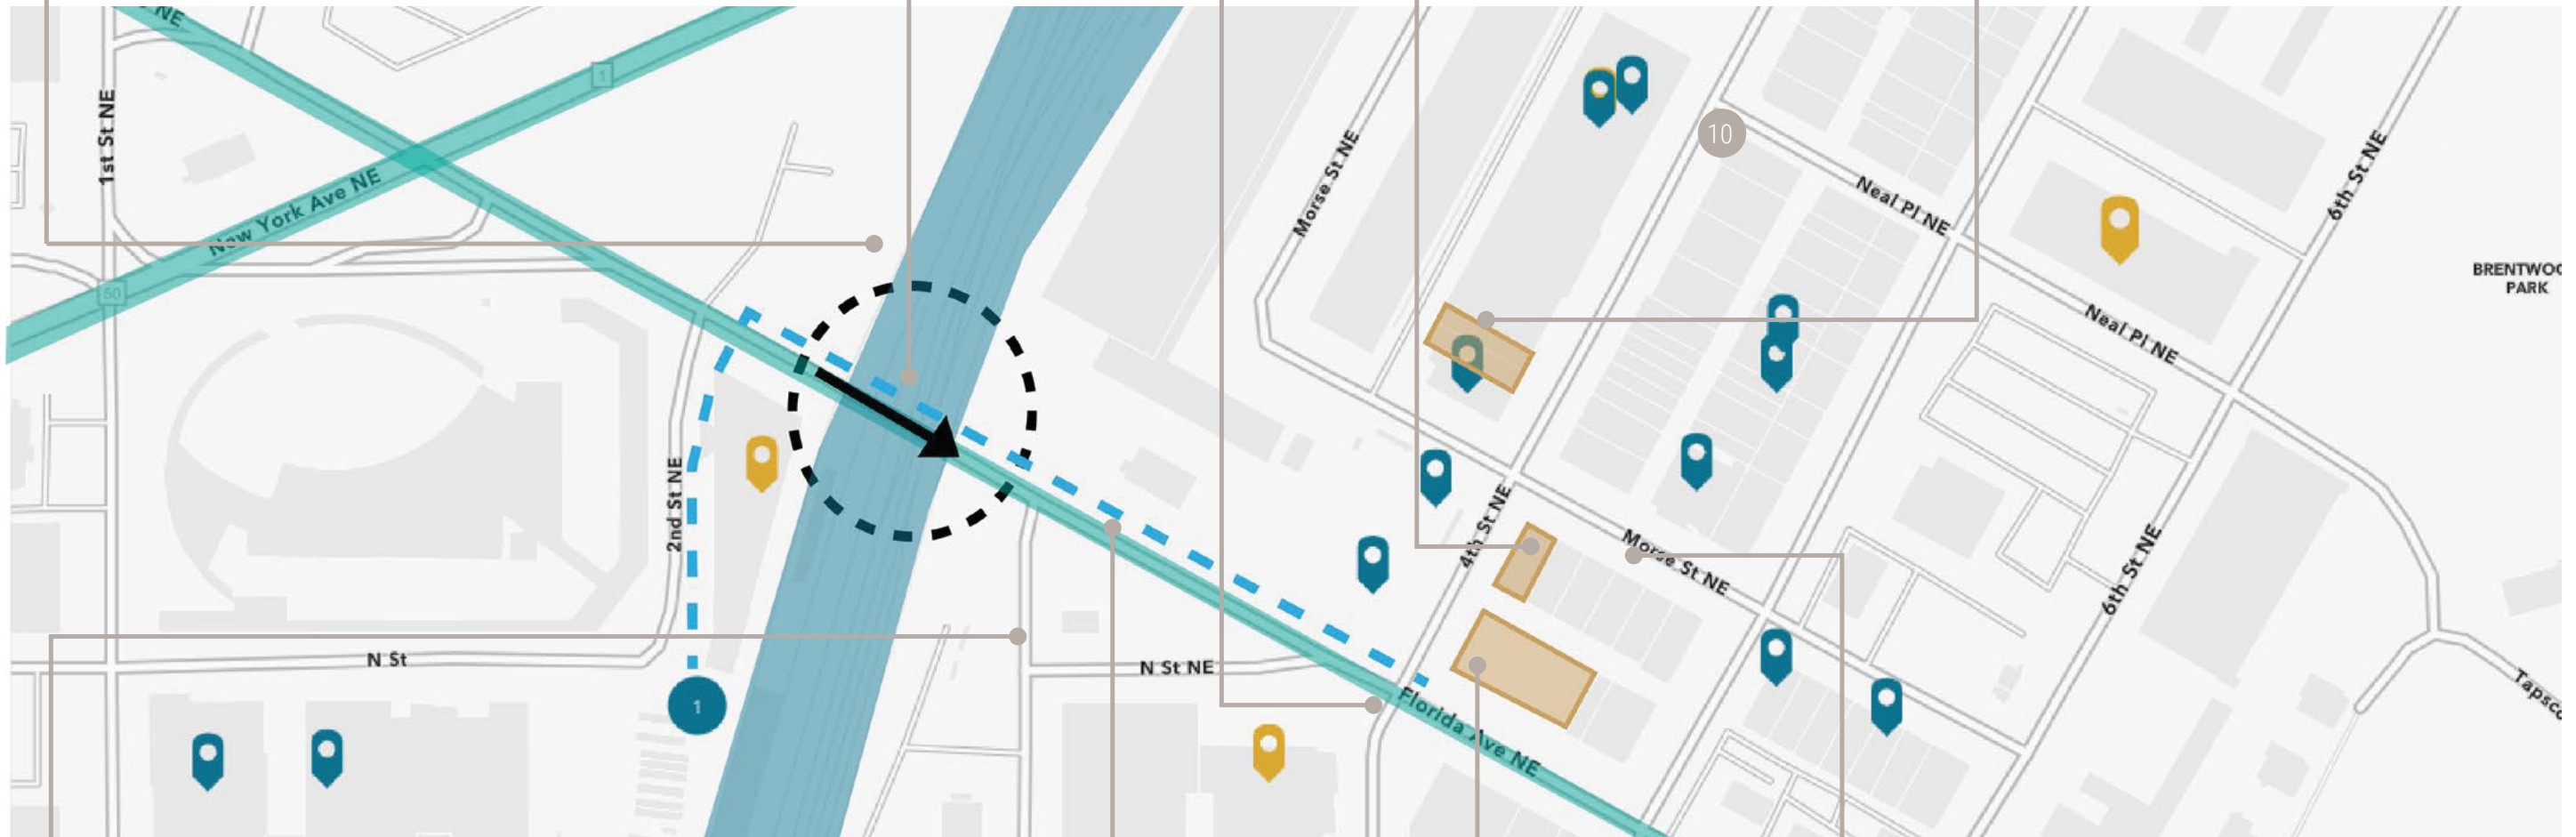 NE
1
1st St NE
New York Ave NE
50
Morse St NE
10
Neal Pl NE
6th St NE
BRENTWOO
PARK
Neal Pl NE
2nd St NE
4th St NE
Morse St NE
6th St NE
N St
N St NE
1
Florida Ave NE
Tapsco